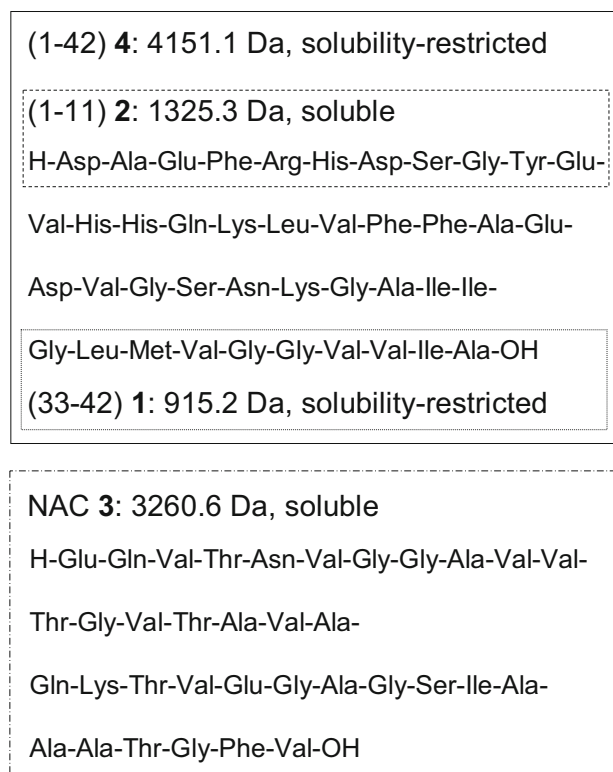 (1-42) 4: 4151.1 Da, solubility-restricted
(1-11) 2: 1325.3 Da, soluble
H-Asp-Ala-Glu-Phe-Arg-His-Asp-Ser-Gly-Tyr-Glu-
Val-His-His-Gln-Lys-Leu-Val-Phe-Phe-Ala-Glu-
Asp-Val-Gly-Ser-Asn-Lys-Gly-Ala-Ile-Ile-
Gly-Leu-Met-Val-Gly-Gly-Val-Val-Ile-Ala-OH
(33-42) 1: 915.2 Da, solubility-restricted
NAC 3: 3260.6 Da, soluble
H-Glu-Gln-Val-Thr-Asn-Val-Gly-Gly-Ala-Val-Val-
Thr-Gly-Val-Thr-Ala-Val-Ala-
Gln-Lys-Thr-Val-Glu-Gly-Ala-Gly-Ser-Ile-Ala-
Ala-Ala-Thr-Gly-Phe-Val-OH